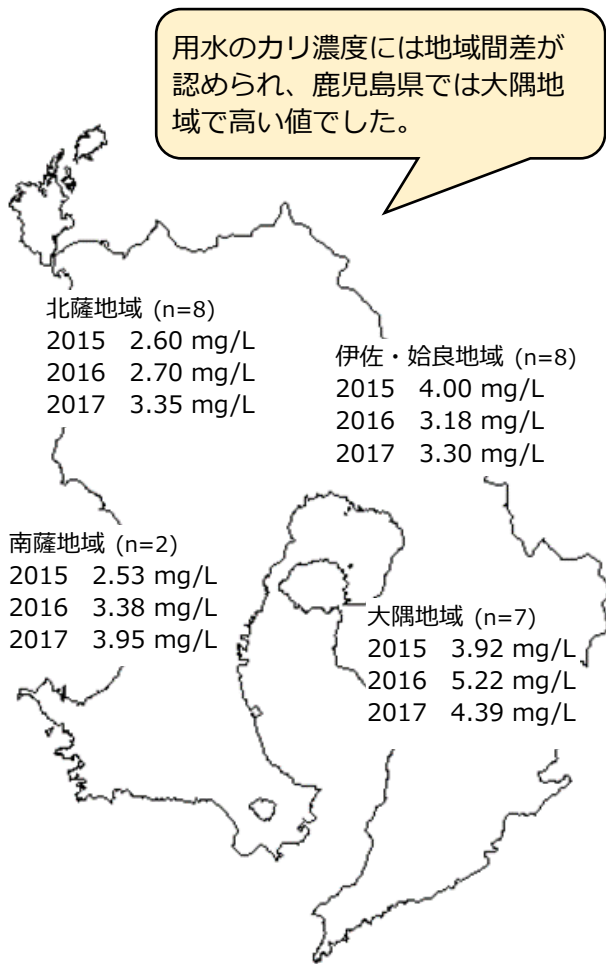 用水のカリ濃度には地域間差が
認められ、鹿児島県では大隅地
域で高い値でした。
北薩地域 (n=8)
2015 2.60 mg/L
2016 2.70 mg/L
2017 3.35 mg/L
伊佐・姶良地域 (n=8)
2015 4.00 mg/L
2016 3.18 mg/L
2017 3.30 mg/L
南薩地域 (n=2)
2015 2.53 mg/L
2016 3.38 mg/L
2017 3.95 mg/L
大隅地域 (n=7)
2015 3.92 mg/L
2016 5.22 mg/L
2017 4.39 mg/L